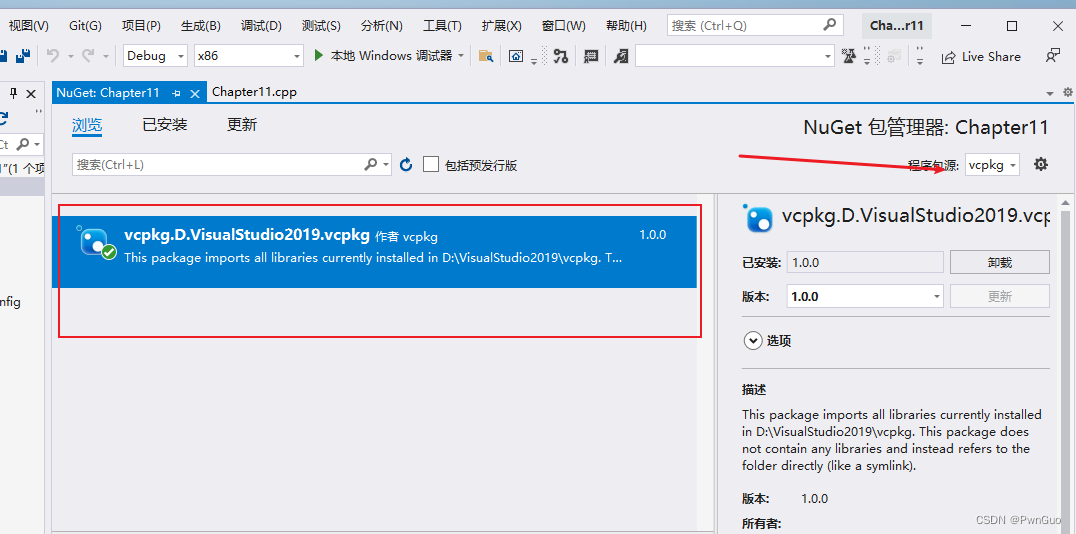 视图(V) Git(G) 项目(P) 生成(B) 调试(D) 测试(S) 分析(N) 工具(T) 扩展(X) 窗口(W) 帮助(H) 搜索 (Ctrl+Q) Cha...r11
Debug x86 本地 Windows 调试器 Live Share
NuGet: Chapter11 Chapter11.cpp
浏览 已安装 更新 NuGet 包管理器: Chapter11
搜索(Ctrl+L) 包括预发行版 程序包源: vcpkg
1"(1 个项
vcpkg.D.VisualStudio2019.vcpkg 作者 vcpkg 1.0.0
This package imports all libraries currently installed in D:\VisualStudio2019\vcpkg. T...
nfig
vcpkg.D.VisualStudio2019.vcp
已安装: 1.0.0 卸载
版本: 1.0.0 更新
选项
描述
This package imports all libraries currently installed
in D:\VisualStudio2019\vcpkg. This package does
not contain any libraries and instead refers to the
folder directly (like a symlink).
版本: 1.0.0
所有者:
CSDN @PwnGuo